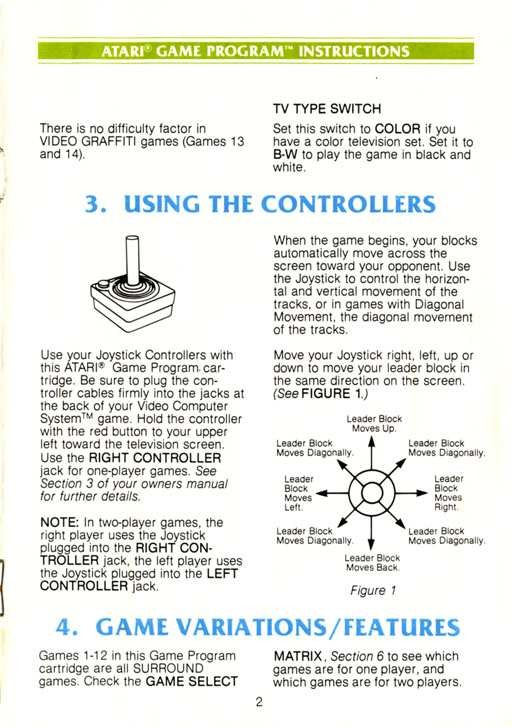 ATARI® GAME PROGRAM™ INSTRUCTIONS
There is no difficulty factor in
VIDEO GRAFFITI games (Games 13
and 14).
TV TYPE SWITCH
Set this switch to COLOR if you
have a color television set. Set it to
B-W to play the game in black and
white.
3. USING THE CONTROLLERS
Use your Joystick Controllers with
this ATARI® Game Program car-
tridge. Be sure to plug the con-
troller cables firmly into the jacks at
the back of your Video Computer
System™ game. Hold the controller
with the red button to your upper
left toward the television screen.
Use the RIGHT CONTROLLER
jack for one-player games. See
Section 3 of your owners manual
for further details.
NOTE: In two-player games, the
right player uses the Joystick
plugged into the RIGHT CON-
TROLLER jack, the left player uses
the Joystick plugged into the LEFT
CONTROLLER jack.
When the game begins, your blocks
automatically move across the
screen toward your opponent. Use
the Joystick to control the horizon-
tal and vertical movement of the
tracks, or in games with Diagonal
Movement, the diagonal movement
of the tracks.
Move your Joystick right, left, up or
down to move your leader block in
the same direction on the screen.
(See FIGURE 1.)
Leader Block
Moves Up.
Leader Block
Moves Diagonally.
Leader Block
Moves Diagonally.
Leader
Block
Moves
Left.
Leader
Block
Moves
Right.
Leader Block
Moves Diagonally.
Leader Block
Moves Diagonally.
Leader Block
Moves Back.
Figure 1
4. GAME VARIATIONS/FEATURES
Games 1-12 in this Game Program
cartridge are all SURROUND
games. Check the GAME SELECT
MATRIX, Section 6 to see which
games are for one player, and
which games are for two players.
2